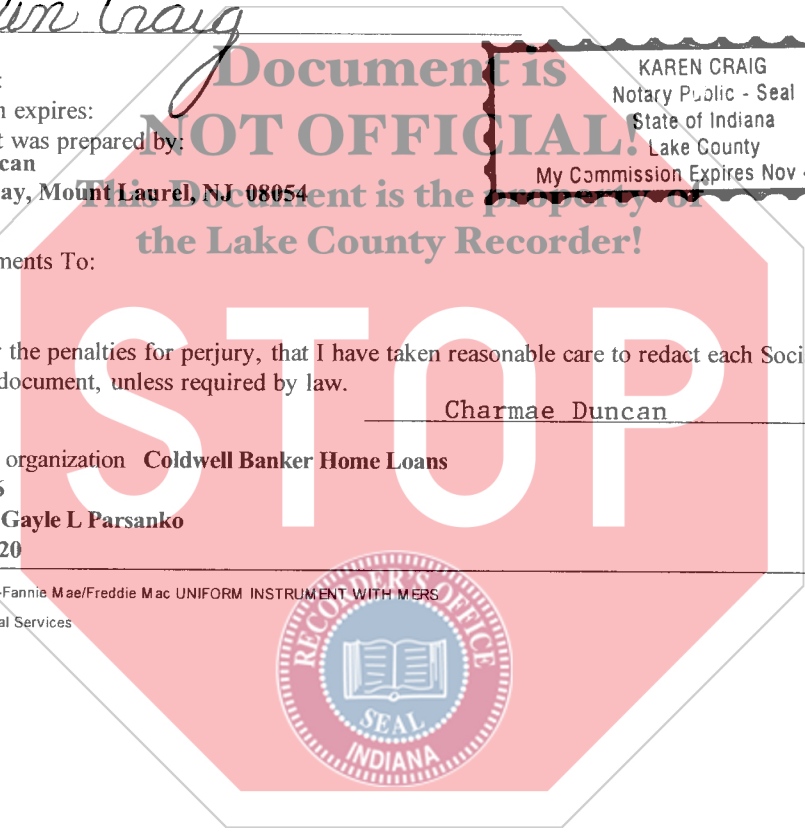 Craig
KAREN CRAIG
Notary Public - Seal
State of Indiana
Lake County
My Commission Expires Nov
Document is
NOT OFFICIAL!
This Document is the property of
the Lake County Recorder!
:
n expires:
t was prepared by:
can
ay, Mount Laurel, NJ 08054
ments To:
the penalties for perjury, that I have taken reasonable care to redact each Soci
document, unless required by law.
Charmae Duncan
organization Coldwell Banker Home Loans
Gayle L Parsanko
20
-Fannie Mae/Freddie Mac UNIFORM INSTRUMENT WITH MERS
al Services
STOP
RECORDER'S OFFICE
SEAL
INDIANA